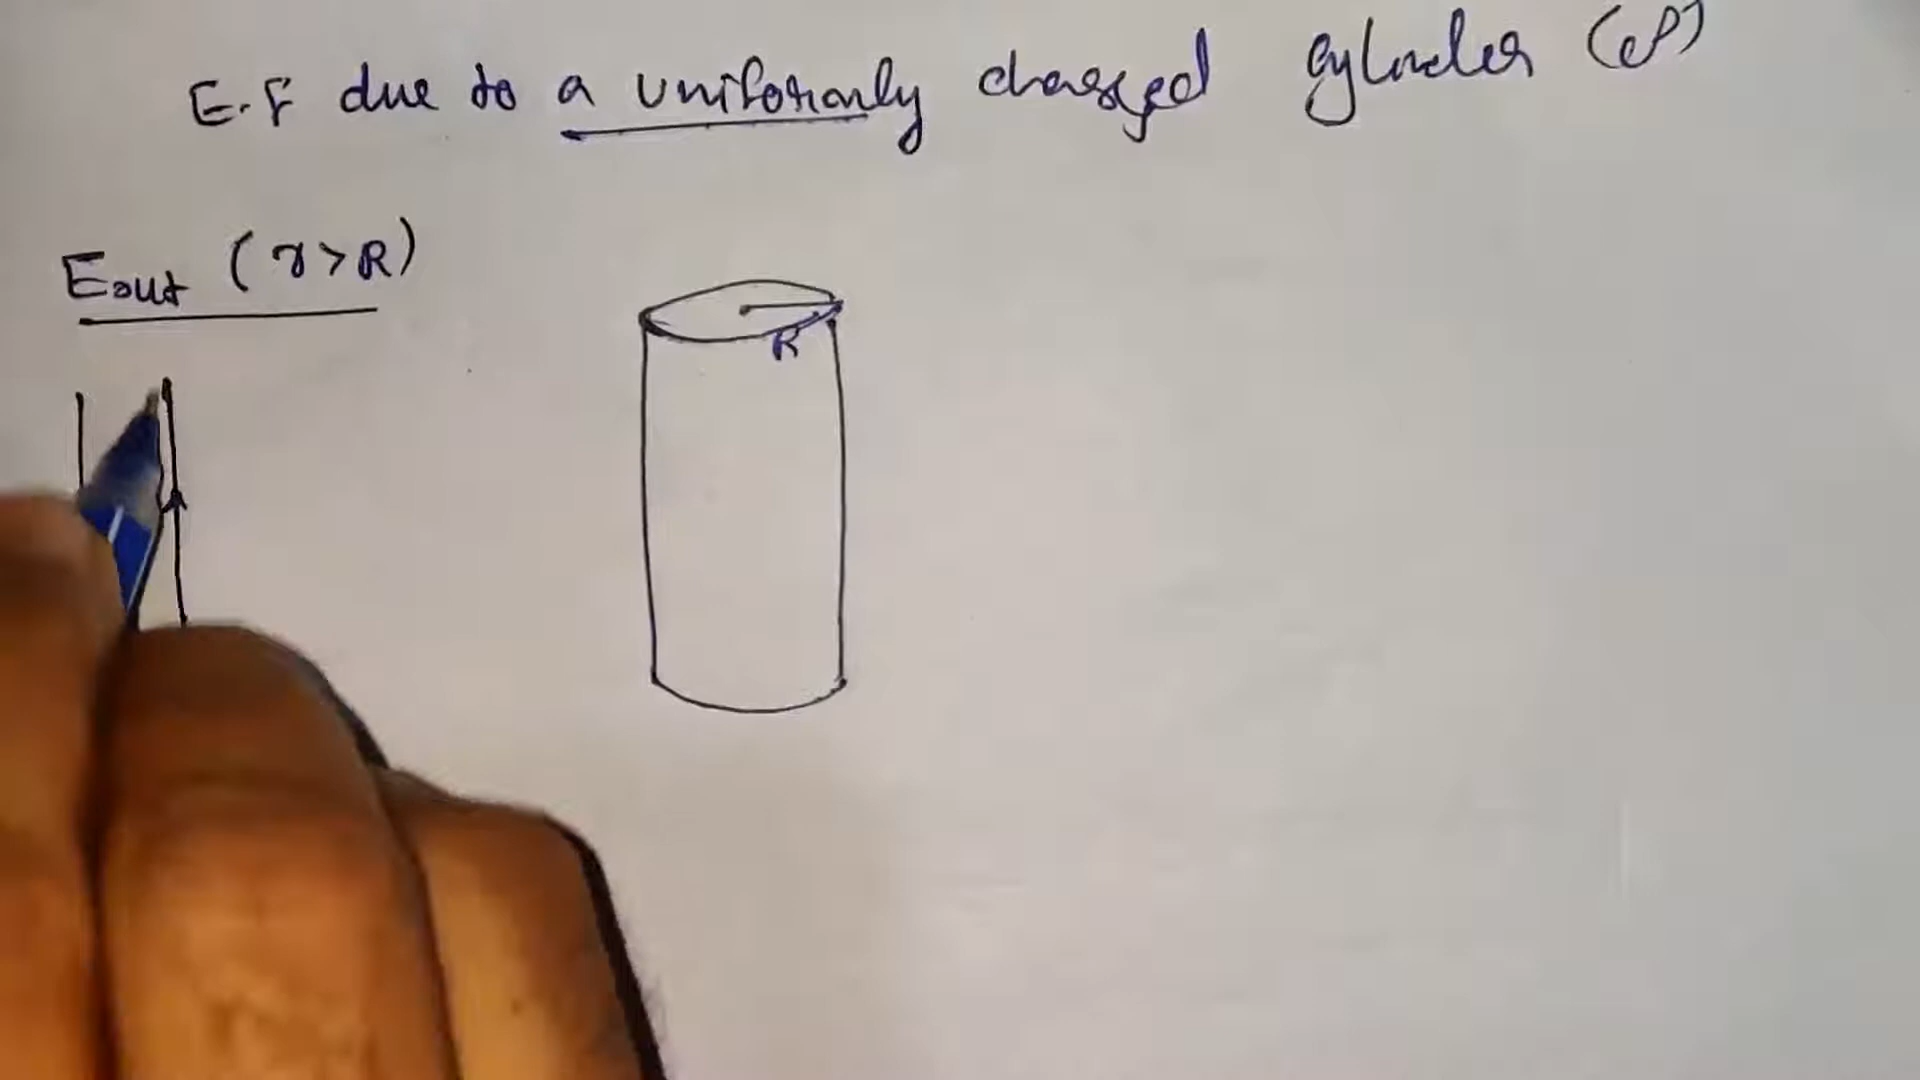 E.F due to a uniformly charged cylinder (ρ)
Eout (r>R)
R